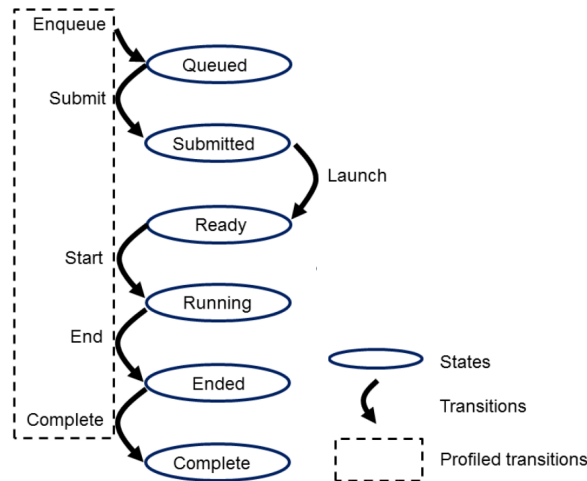 Enqueue
Queued
Submit
Submitted
Launch
Ready
Start
Running
End
Ended
States
Transitions
Complete
Complete
Profiled transitions